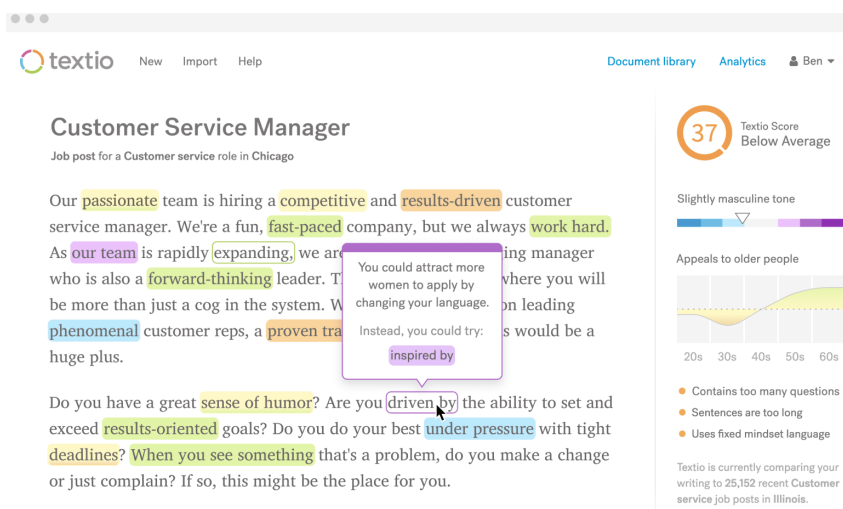 textio New Import Help Document library Analytics Ben
Customer Service Manager
Job post for a Customer service role in Chicago
Our passionate team is hiring a competitive and results-driven customer
service manager. We're a fun, fast-paced company, but we always work hard.
As our team is rapidly expanding, we are ing manager
who is also a forward-thinking leader. T where you will
be more than just a cog in the system. W on leading
phenomenal customer reps, a proven tra s would be a
huge plus.
You could attract more
women to apply by
changing your language.
Instead, you could try:
inspired by
Do you have a great sense of humor? Are you driven by the ability to set and
exceed results-oriented goals? Do you do your best under pressure with tight
deadlines? When you see something that's a problem, do you make a change
or just complain? If so, this might be the place for you.
37
Textio Score
Below Average
Slightly masculine tone
Appeals to older people
20s 30s 40s 50s 60s
Contains too many questions
Sentences are too long
Uses fixed mindset language
Textio is currently comparing your
writing to 25,152 recent Customer
service job posts in Illinois.